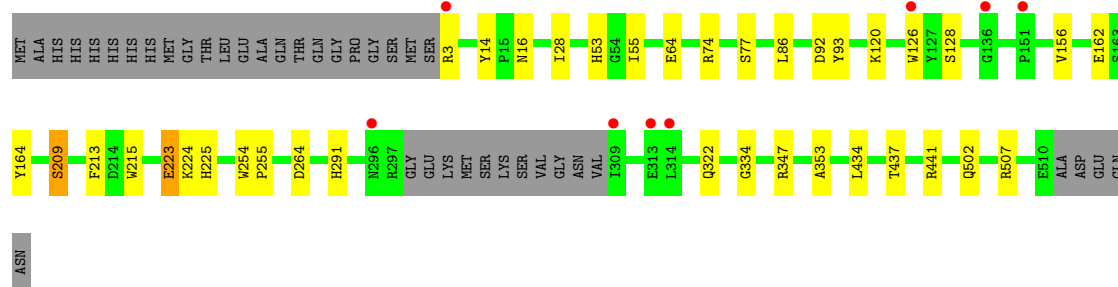 MET ALA HIS HIS HIS HIS HIS HIS MET GLY THR LEU GLU ALA GLN THR GLN GLY PRO GLY SER MET SER R3 Y14 P15 N16 I28 H53 G54 I55 E64 R74 S77 L86 D92 Y93 K120 W126 Y127 S128 G136 P151 V156 E162 S163
Y164 S209 F213 D214 W215 E223 K224 H225 W254 P255 D264 H291 N296 R297 GLY GLU LYS MET SER LYS SER VAL GLY ASN VAL I309 E313 L314 Q322 G334 R347 A353 L434 T437 R441 Q502 R507 E510 ALA ASP GLU GLN
ASN